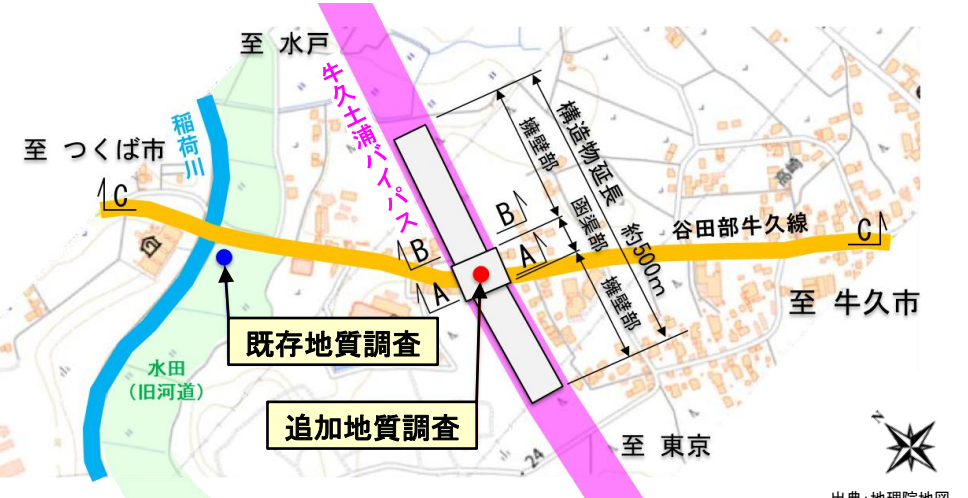 至 水戸
牛久土浦バイパス
稲荷川
至 つくば市
構造物延長 約500m
擁壁部
函渠部
擁壁部
高崎
谷田部牛久線
C
C
B
B
A
A
至 牛久市
既存地質調査
水田
(旧河道)
追加地質調査
24
至 東京
N
出典:地理院地図